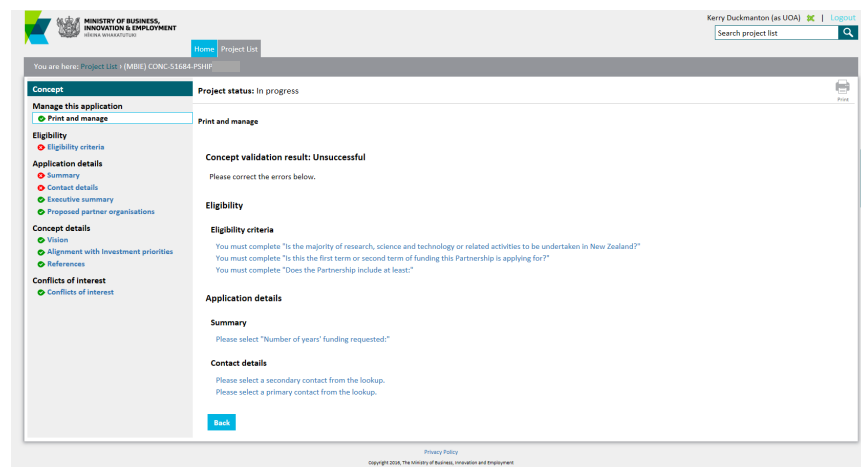 MINISTRY OF BUSINESS,
INNOVATION & EMPLOYMENT
HĪKINA WHAKATUTUKI
Kerry Duckmanton (as UOA) | Logout
Search project list
Home Project List
You are here: Project List › (MBIE) CONC-51684-PSHIP
Concept
Manage this application
Print and manage
Eligibility
Eligibility criteria
Application details
Summary
Contact details
Executive summary
Proposed partner organisations
Concept details
Vision
Alignment with Investment priorities
References
Conflicts of interest
Conflicts of interest
Project status: In progress
Print
Print and manage
Concept validation result: Unsuccessful
Please correct the errors below.
Eligibility
Eligibility criteria
You must complete "Is the majority of research, science and technology or related activities to be undertaken in New Zealand?"
You must complete "Is this the first term or second term of funding this Partnership is applying for?"
You must complete "Does the Partnership include at least:"
Application details
Summary
Please select "Number of years' funding requested:"
Contact details
Please select a secondary contact from the lookup.
Please select a primary contact from the lookup.
Back
Privacy Policy
Copyright 2016, The Ministry of Business, Innovation and Employment